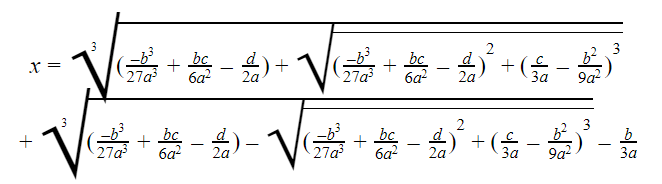 x = ∛((-b³/27a³ + bc/6a² - d/2a) + √((-b³/27a³ + bc/6a² - d/2a)² + (c/3a - b²/9a²)³))
+ ∛((-b³/27a³ + bc/6a² - d/2a) - √((-b³/27a³ + bc/6a² - d/2a)² + (c/3a - b²/9a²)³)) - b/3a